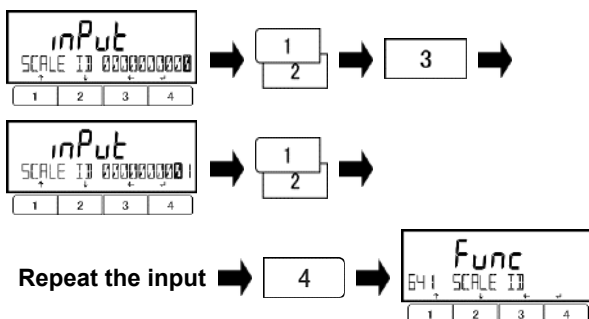 inPut
SCALE ID 0000000000
↑ ↓ ← ↵
1 2 3 4
1
2
3
inPut
SCALE ID 0000000001
↑ ↓ ← ↵
1 2 3 4
1
2
Repeat the input
4
Func
641 SCALE ID
↑ ↓ ← ↵
1 2 3 4